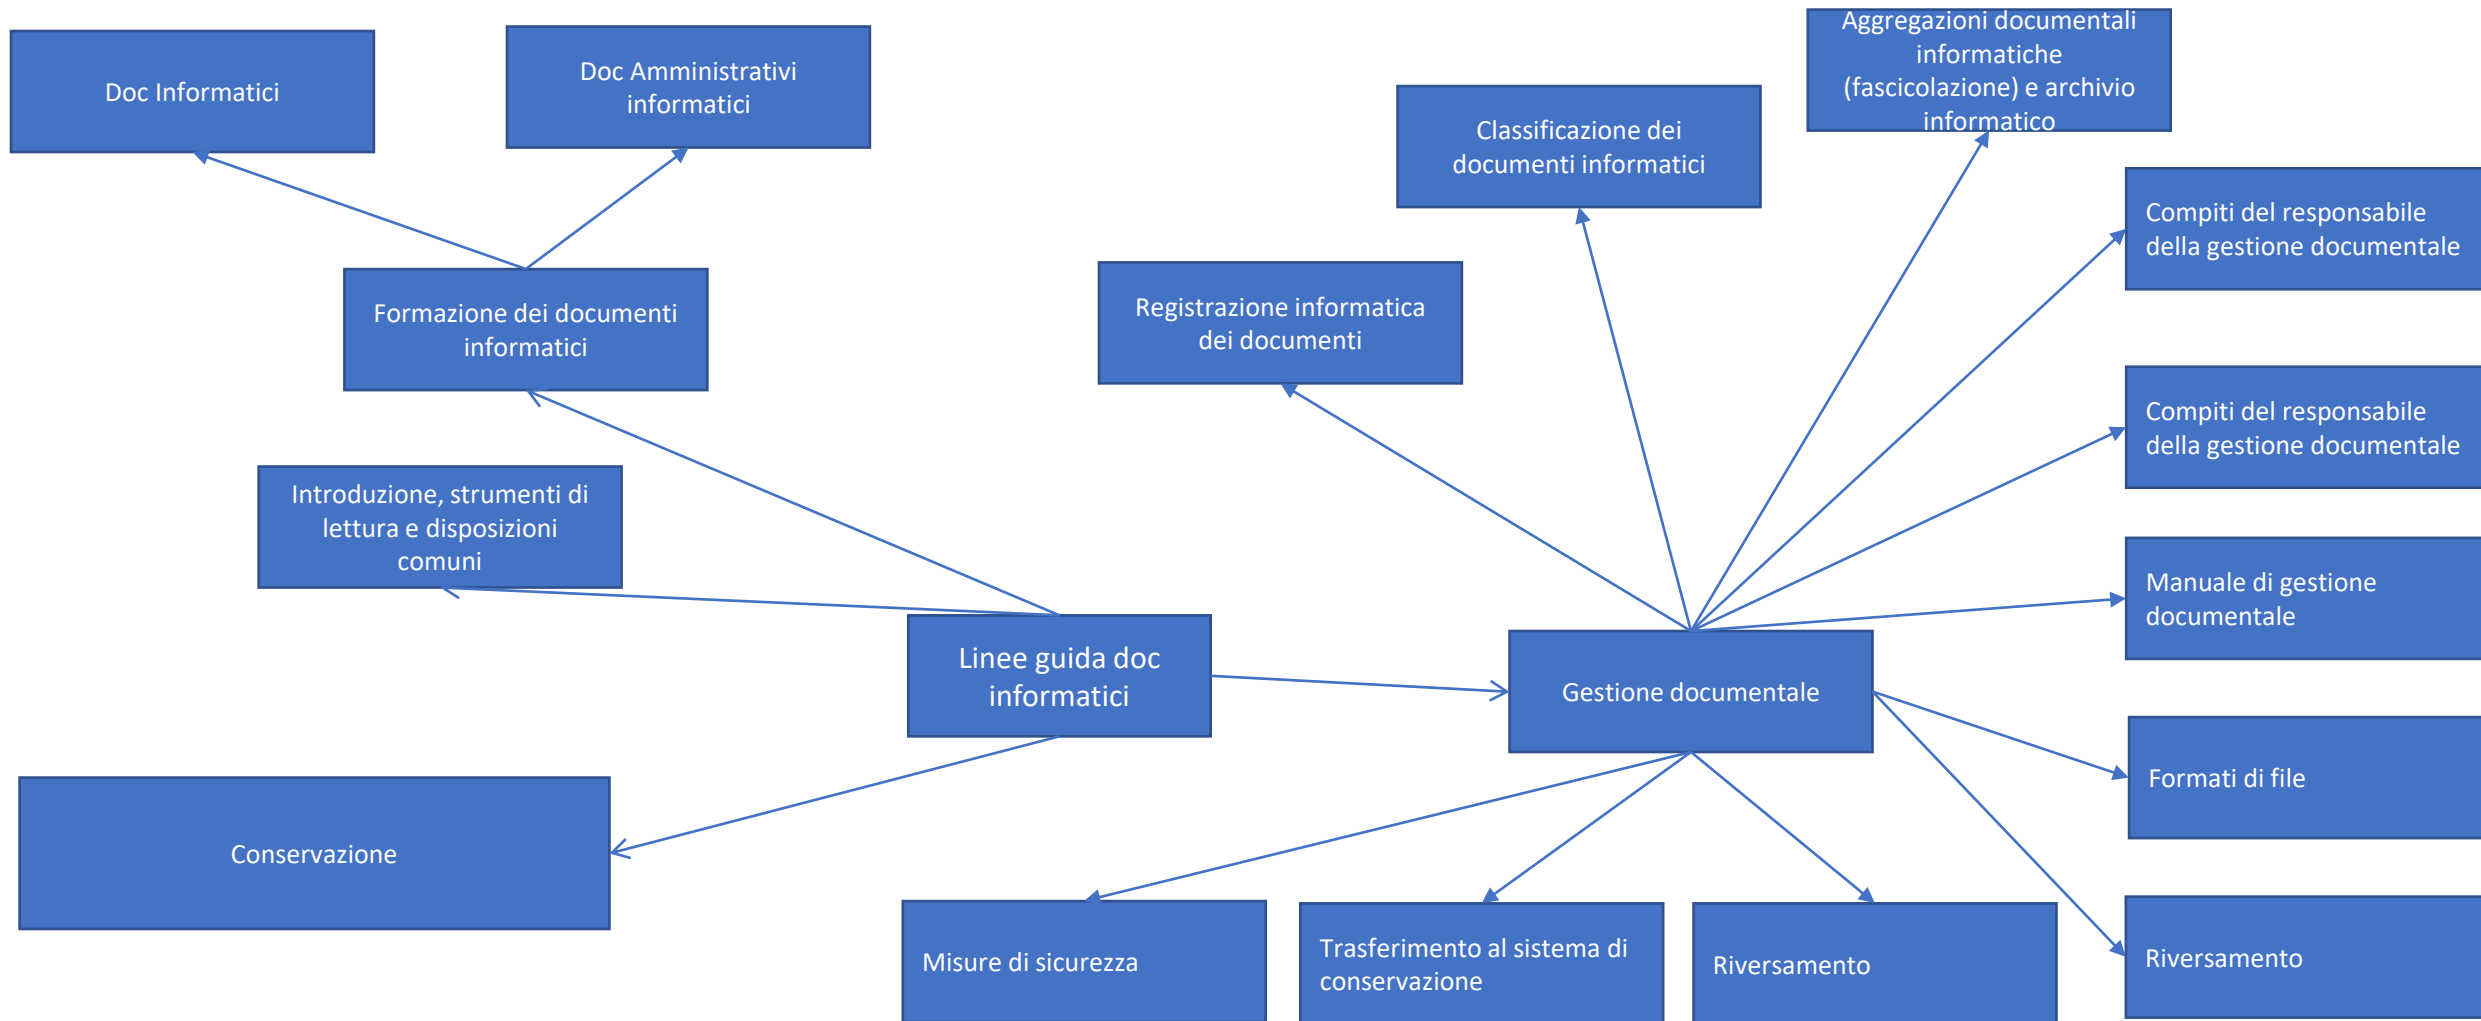 Aggregazioni documentali
informatiche
(fascicolazione) e archivio
informatico
Doc Informatici
Doc Amministrativi
informatici
Classificazione dei
documenti informatici
Compiti del responsabile
della gestione documentale
Formazione dei documenti
informatici
Registrazione informatica
dei documenti
Compiti del responsabile
della gestione documentale
Introduzione, strumenti di
lettura e disposizioni
comuni
Manuale di gestione
documentale
Linee guida doc
informatici
Gestione documentale
Formati di file
Conservazione
Misure di sicurezza
Trasferimento al sistema di
conservazione
Riversamento
Riversamento